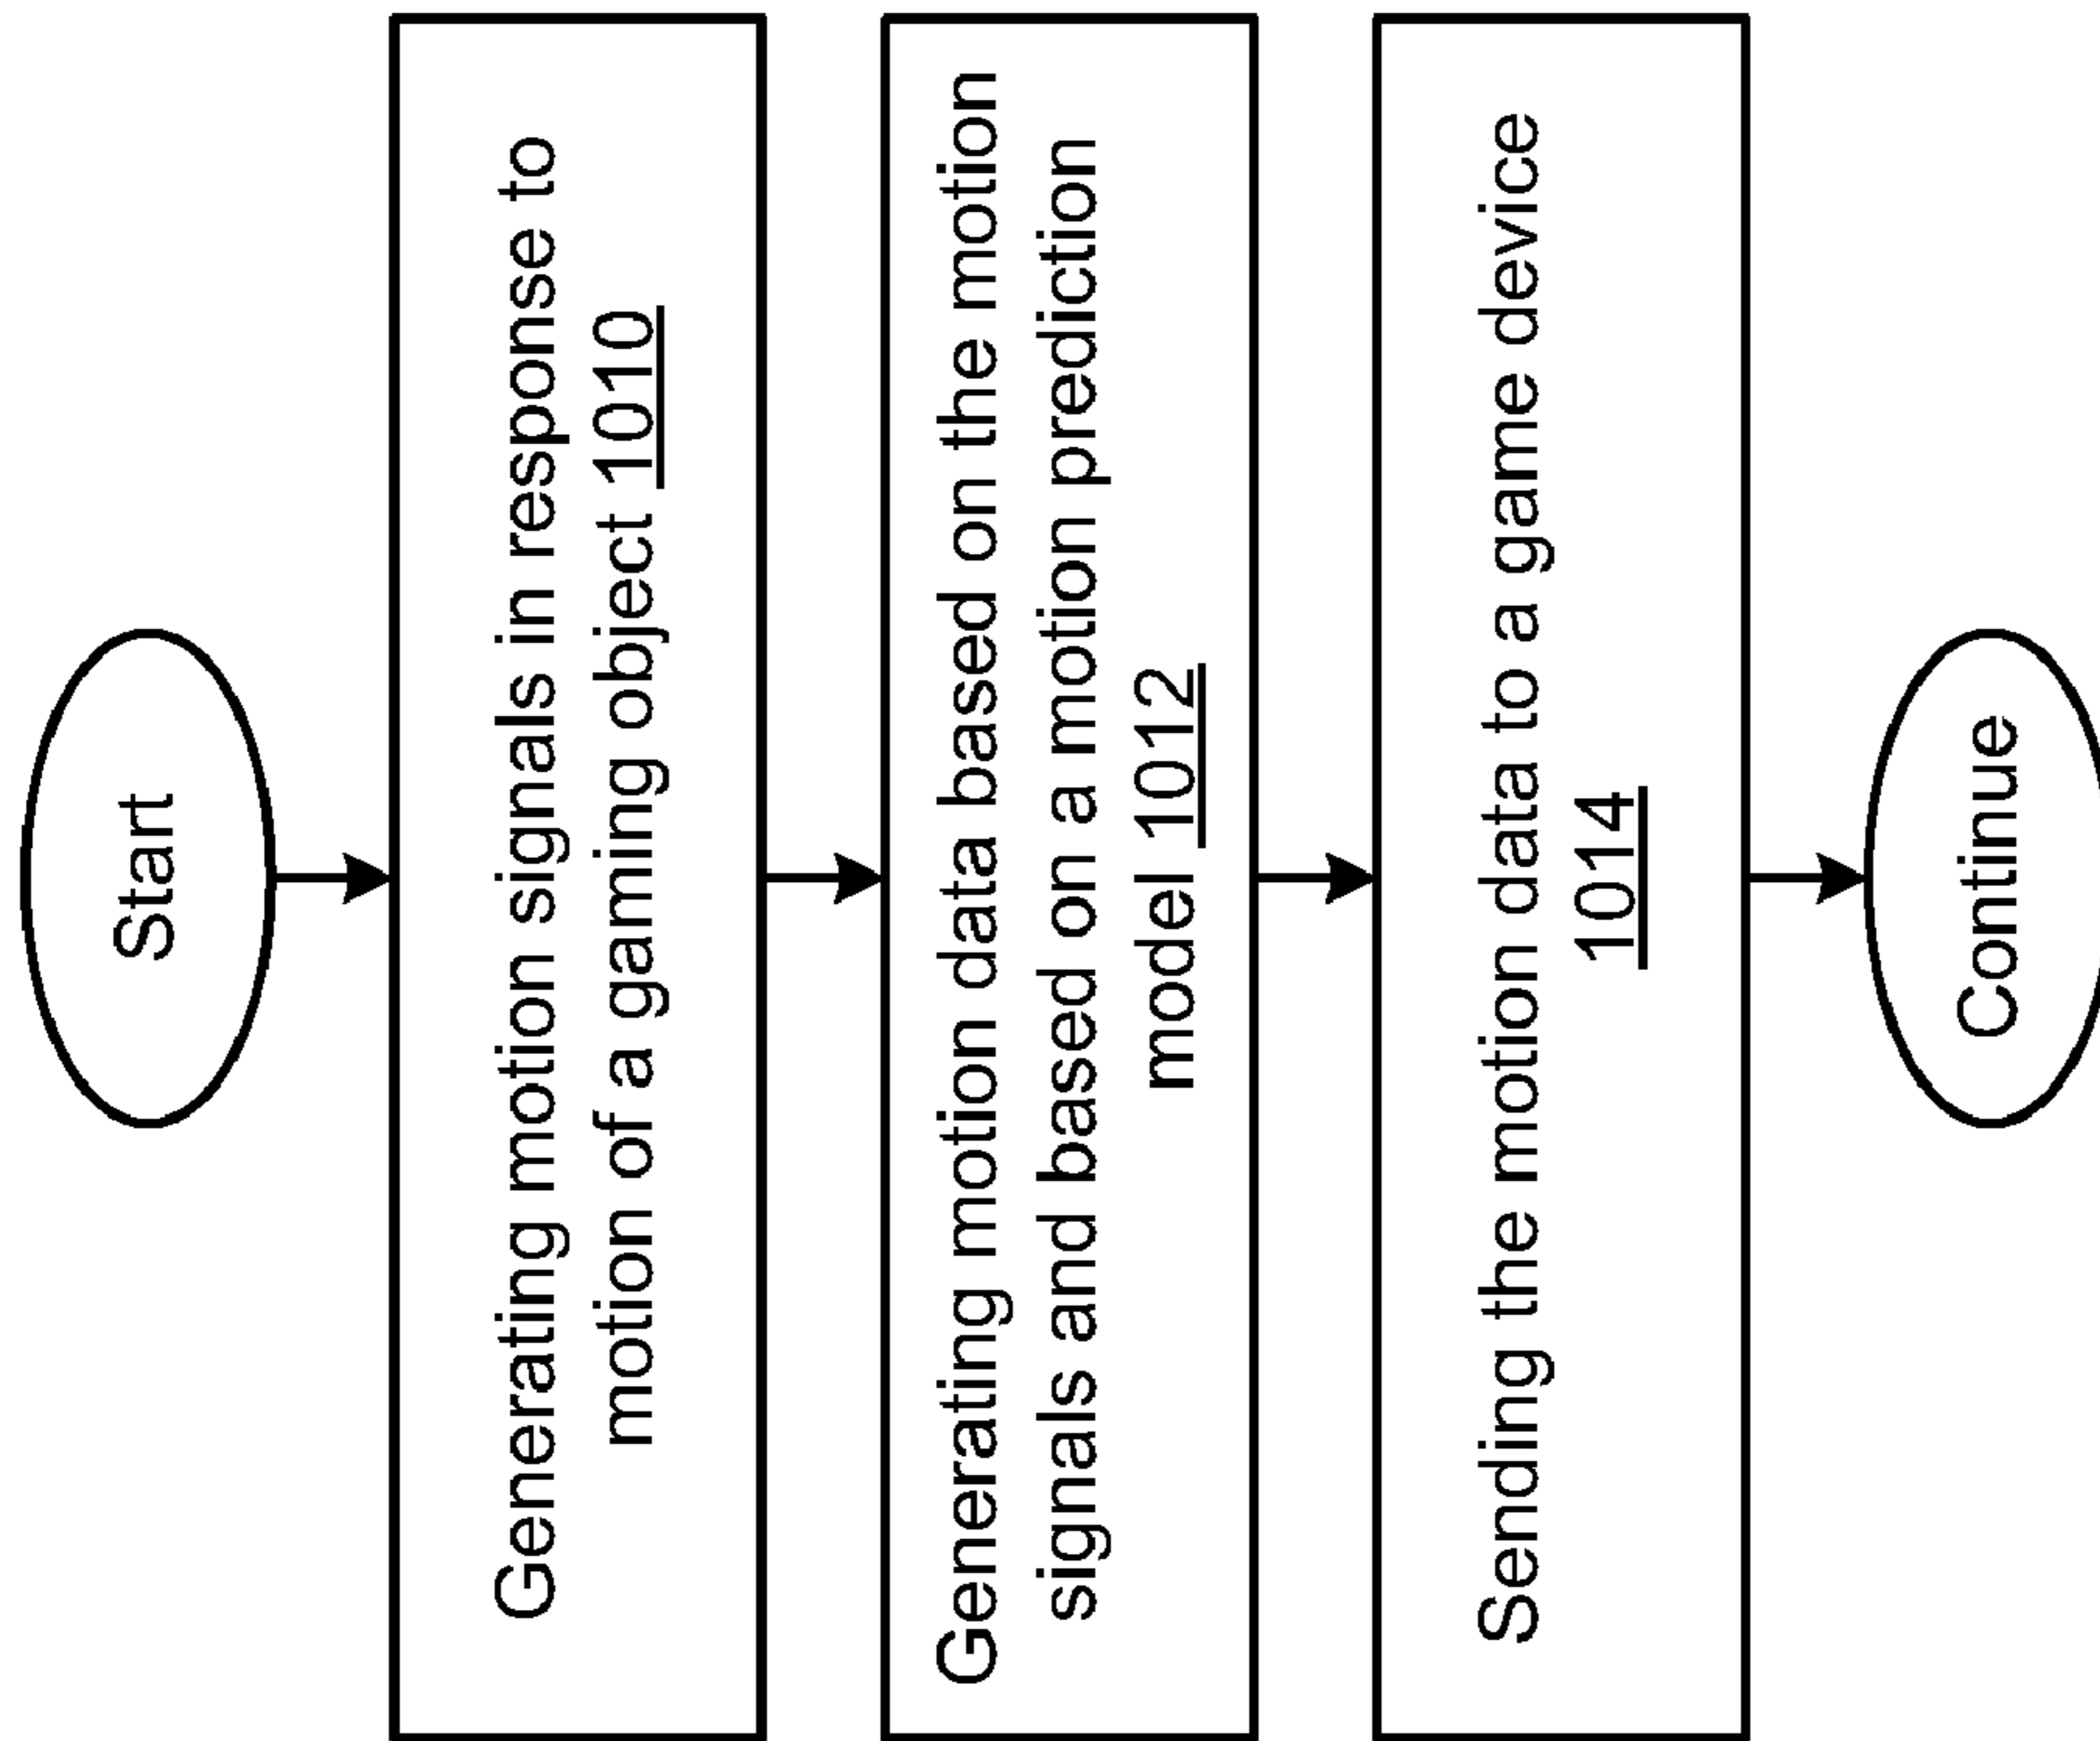 Start
Generating motion signals in response to
motion of a gaming object 1010
Generating motion data based on the motion
signals and based on a motion prediction
model 1012
Sending the motion data to a game device
1014
Continue